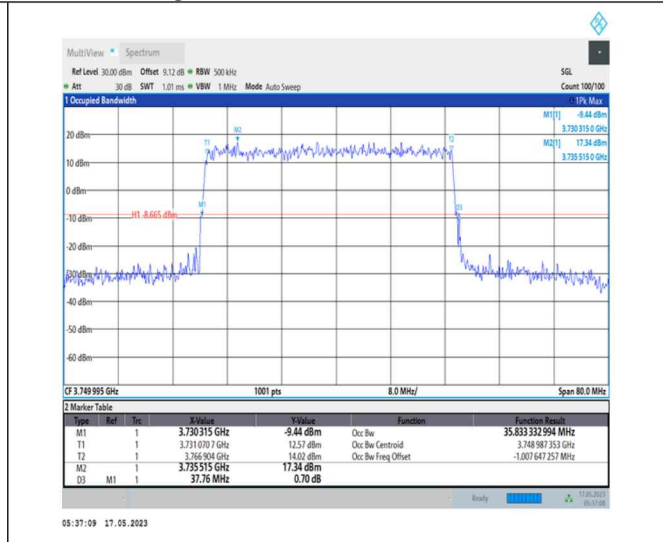 MultiView Spectrum
Ref Level 30.00 dBm Offset 9.12 dB RBW 500 kHz SGL
Att 30 dB SWT 1.01 ms VBW 1 MHz Mode Auto Sweep Count 100/100
1 Occupied Bandwidth 1Pk Max
M1[1] -9.44 dBm
3.730 315 0 GHz
M2[1] 17.34 dBm
3.735 515 0 GHz
20 dBm
M2
T1
T2
10 dBm
0 dBm
M1
D3
-10 dBm
H1 -8.665 dBm
-20 dBm
-30 dBm
-40 dBm
-50 dBm
-60 dBm
CF 3.749 995 GHz 1001 pts 8.0 MHz/ Span 80.0 MHz
2 Marker Table
Type Ref Trc X-Value Y-Value Function Function Result
M1 1 3.730 315 GHz -9.44 dBm Occ Bw 35.833 332 994 MHz
T1 1 3.731 070 7 GHz 12.57 dBm Occ Bw Centroid 3.748 987 353 GHz
T2 1 3.766 904 GHz 14.02 dBm Occ Bw Freq Offset -1.007 647 257 MHz
M2 1 3.735 515 GHz 17.34 dBm
D3 M1 1 37.76 MHz 0.70 dB
Ready 17.05.2023
05:37:08
05:37:09 17.05.2023